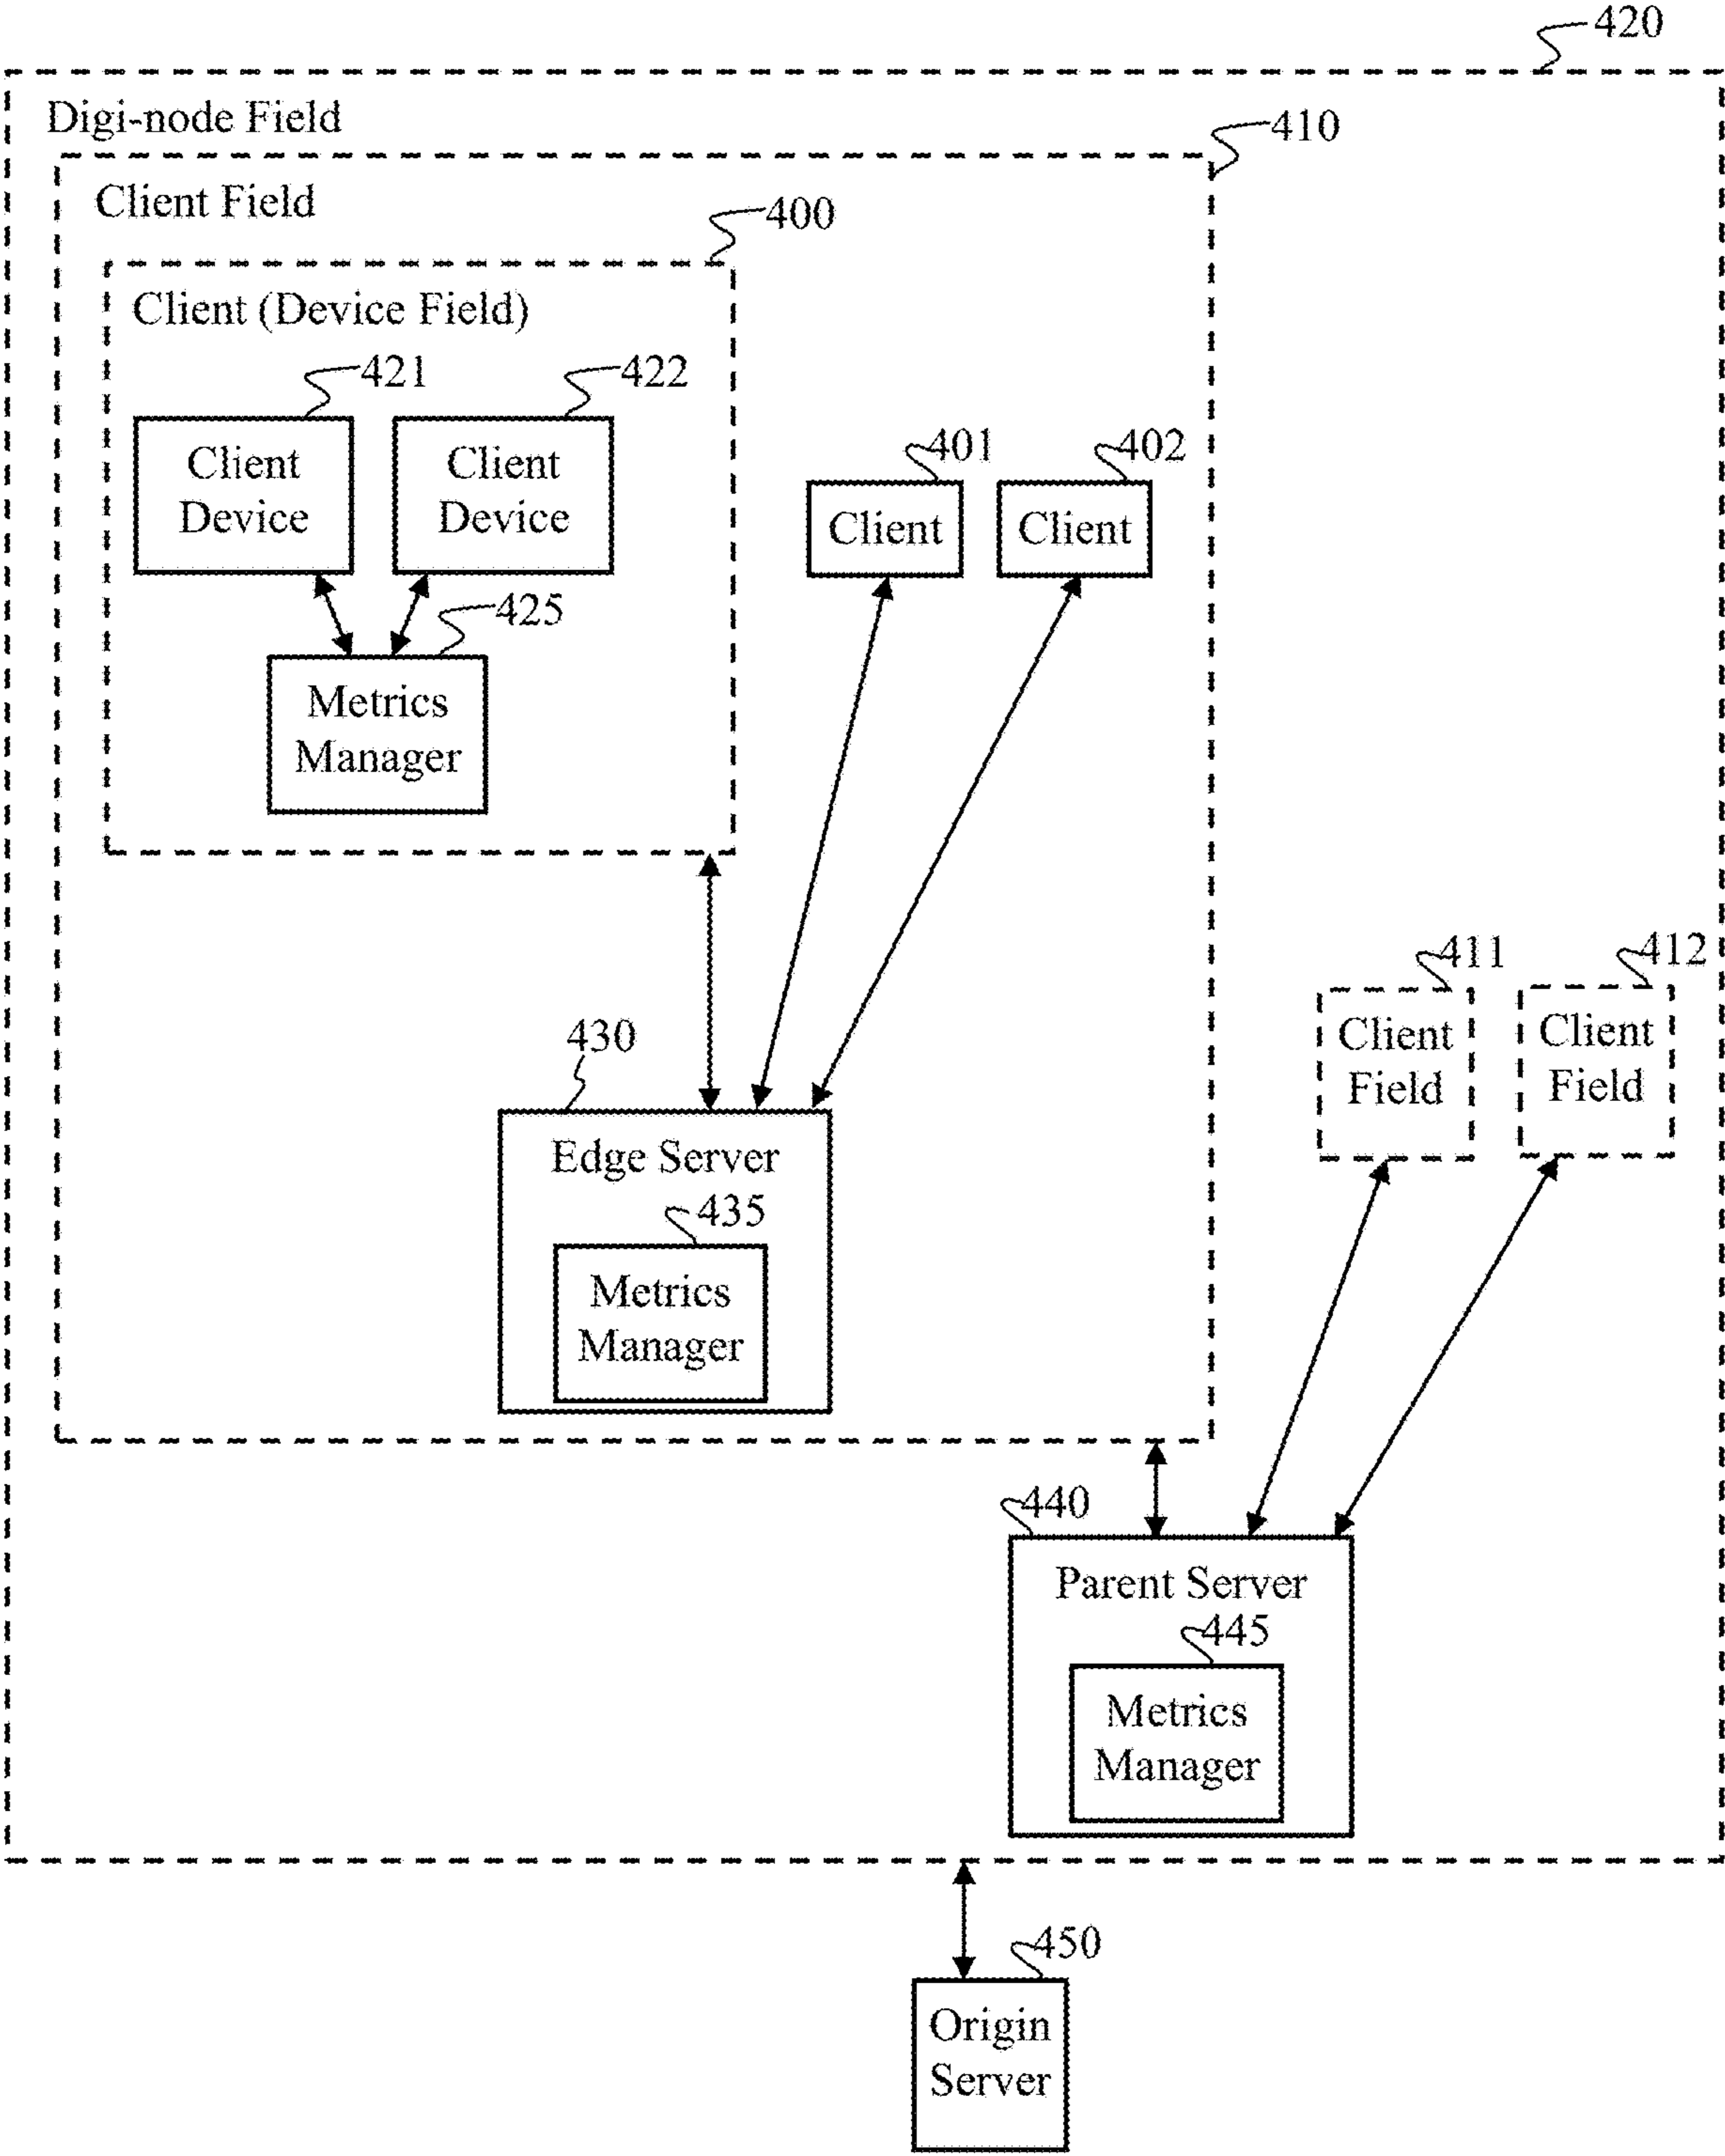 420
Digi-node Field
410
Client Field
400
Client (Device Field)
421
422
Client
Device
Client
Device
401
402
Client
Client
425
Metrics
Manager
411
412
Client
Field
Client
Field
430
Edge Server
435
Metrics
Manager
440
Parent Server
445
Metrics
Manager
450
Origin
Server